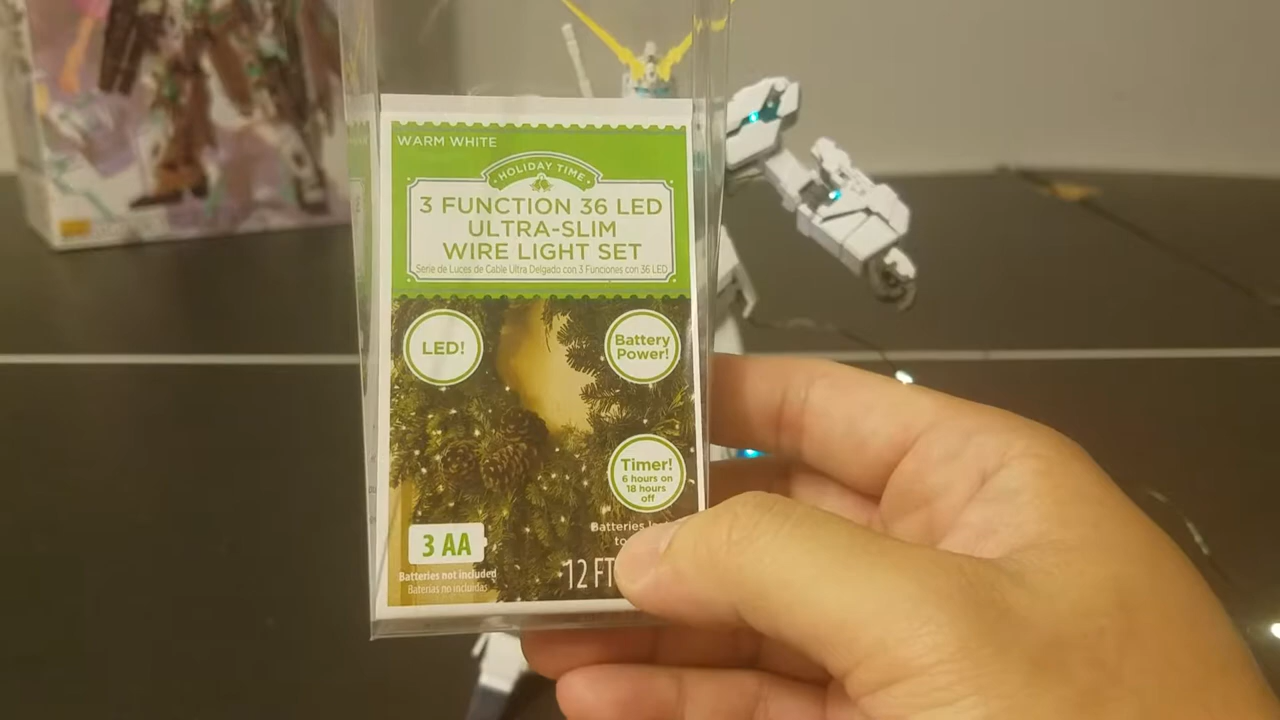 WARM WHITE
HOLIDAY TIME
3 FUNCTION 36 LED
ULTRA-SLIM
WIRE LIGHT SET
Serie de Luces de Cable Ultra Delgado con 3 Funciones con 36 LED
LED!
Battery
Power!
Timer!
6 hours on
18 hours
off
Batteries
to
3 AA
12 FT
Batteries not included
Baterías no incluidas